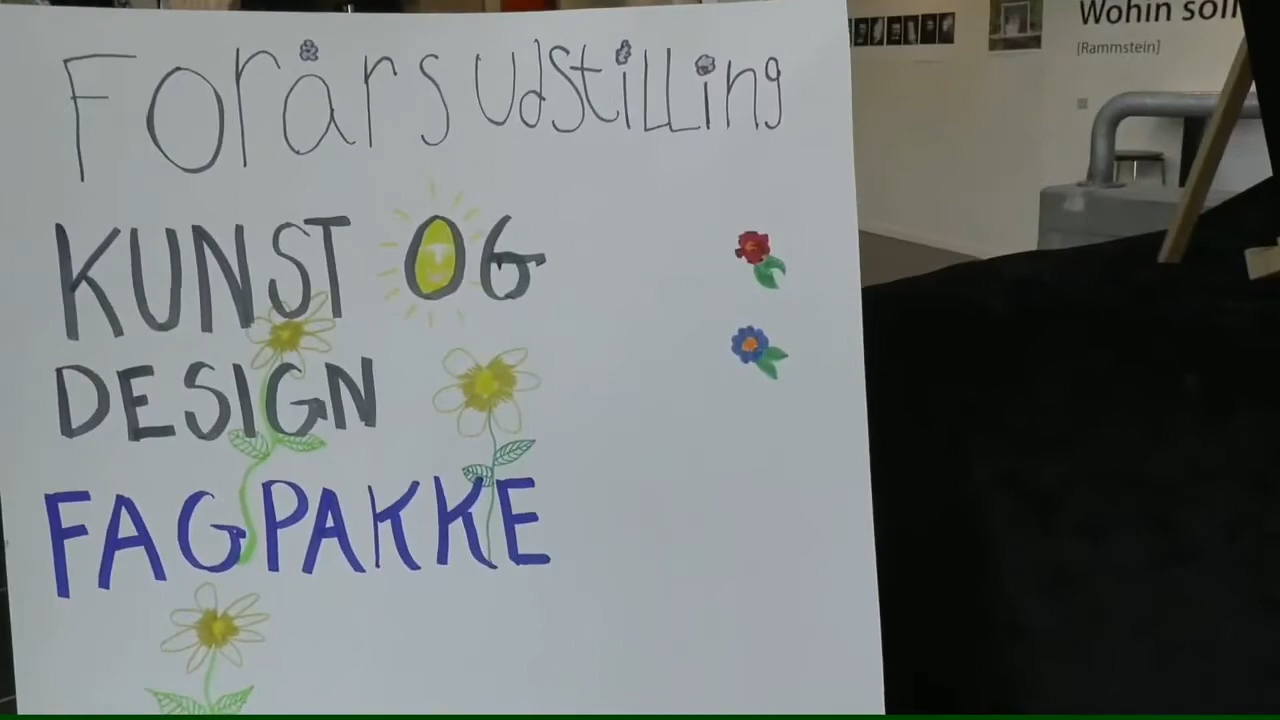 Forårsudstilling
KUNST OG
DESIGN
FAGPAKKE
Wohin soll
[Rammstein]